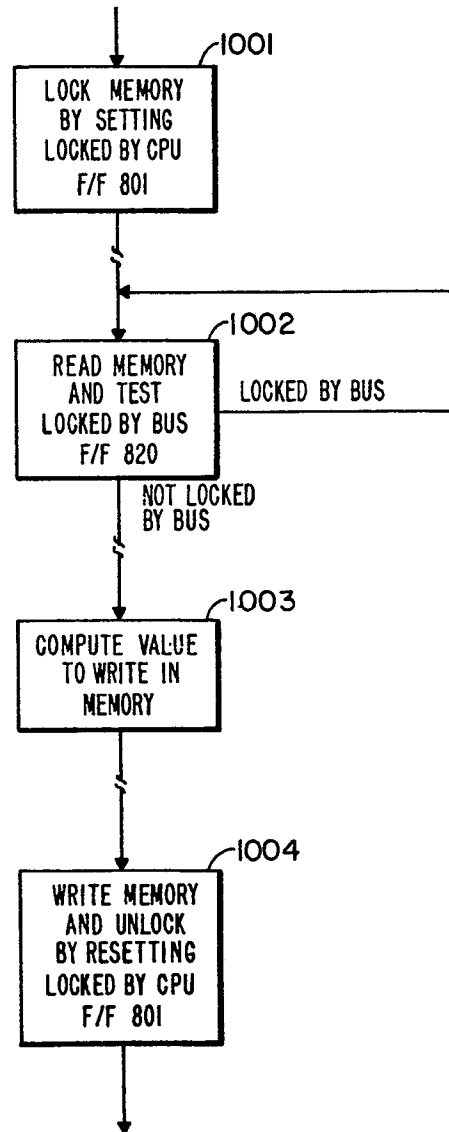 1001
LOCK MEMORY
BY SETTING
LOCKED BY CPU
F/F 801
1002
READ MEMORY
AND TEST
LOCKED BY BUS
F/F 820
LOCKED BY BUS
NOT LOCKED
BY BUS
1003
COMPUTE VALUE
TO WRITE IN
MEMORY
1004
WRITE MEMORY
AND UNLOCK
BY RESETTING
LOCKED BY CPU
F/F 801